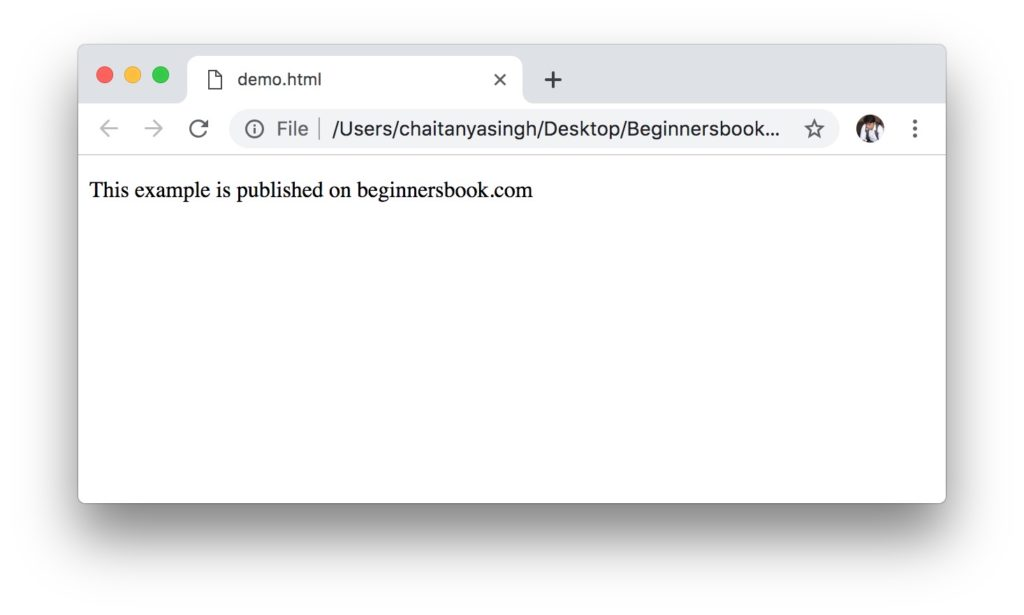 demo.html
File /Users/chaitanyasingh/Desktop/Beginnersbook...
This example is published on beginnersbook.com